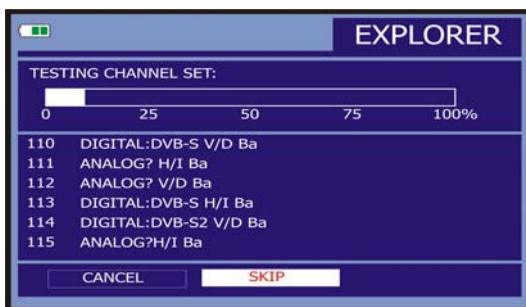 EXPLORER
TESTING CHANNEL SET:
0 25 50 75 100%
110 DIGITAL:DVB-S V/D Ba
111 ANALOG? H/I Ba
112 ANALOG? V/D Ba
113 DIGITAL:DVB-S H/I Ba
114 DIGITAL:DVB-S2 V/D Ba
115 ANALOG?H/I Ba
CANCEL SKIP